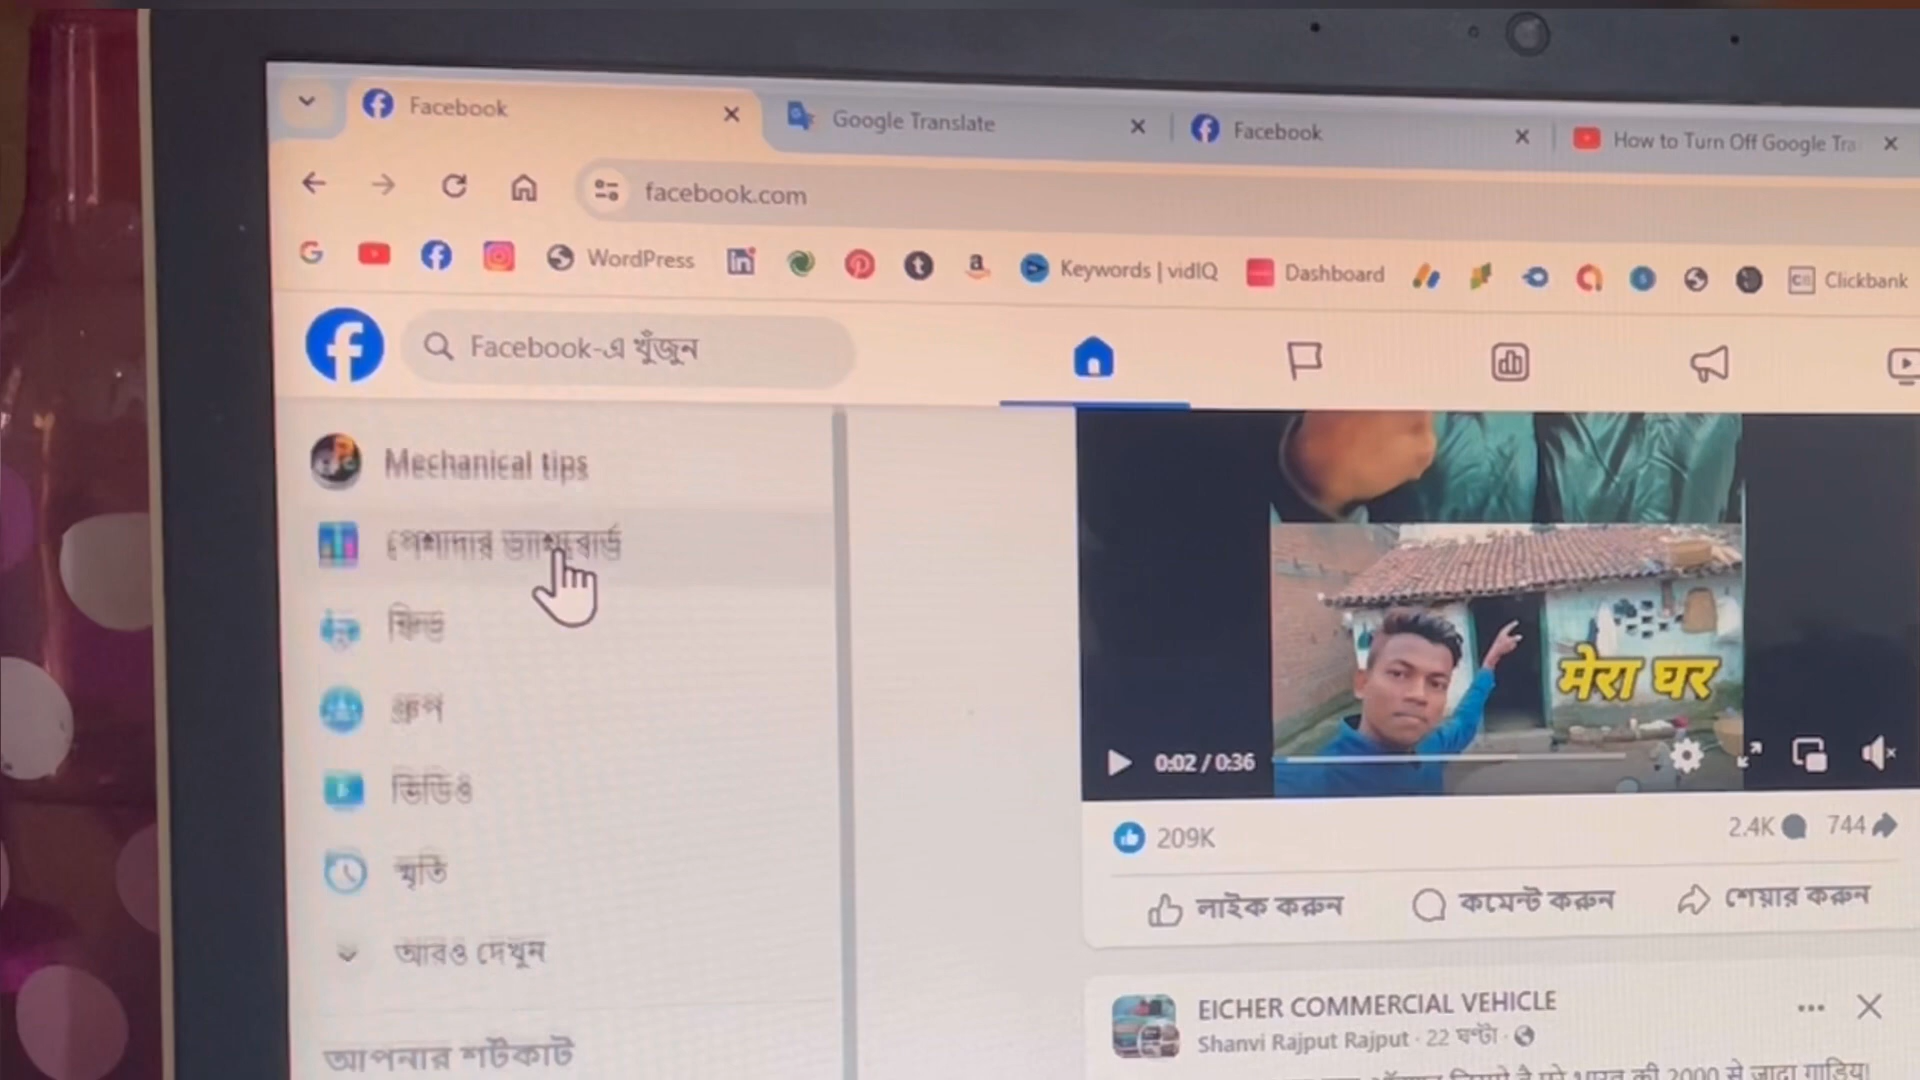 Facebook
Google Translate
Facebook
How to Turn Off Google Tra
facebook.com
WordPress
Keywords | vidIQ
Dashboard
Clickbank
Facebook-এ খুঁজুন
Mechanical tips
পেশাদার ড্যাশবোর্ড
ফিড
গ্রুপ
ভিডিও
স্মৃতি
আরও দেখুন
আপনার শর্টকাট
मेरा घर
0:02 / 0:36
209K
2.4K 744
লাইক করুন কমেন্ট করুন শেয়ার করুন
EICHER COMMERCIAL VEHICLE
Shanvi Rajput Rajput · 22 ঘণ্টা ·
भारत की 2000 से जादा गाड़िया